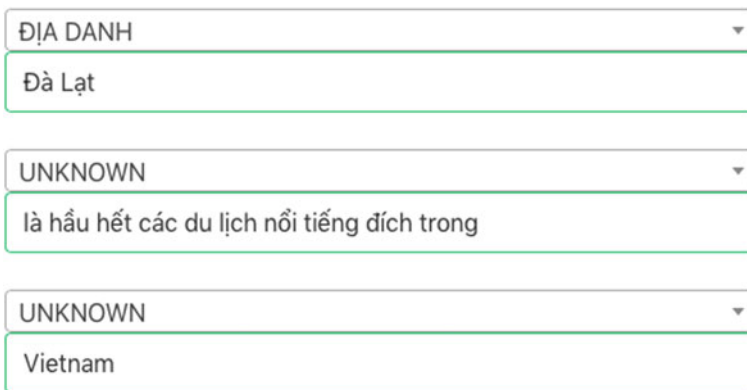 ĐỊA DANH
Đà Lạt
UNKNOWN
là hầu hết các du lịch nổi tiếng đích trong
UNKNOWN
Vietnam